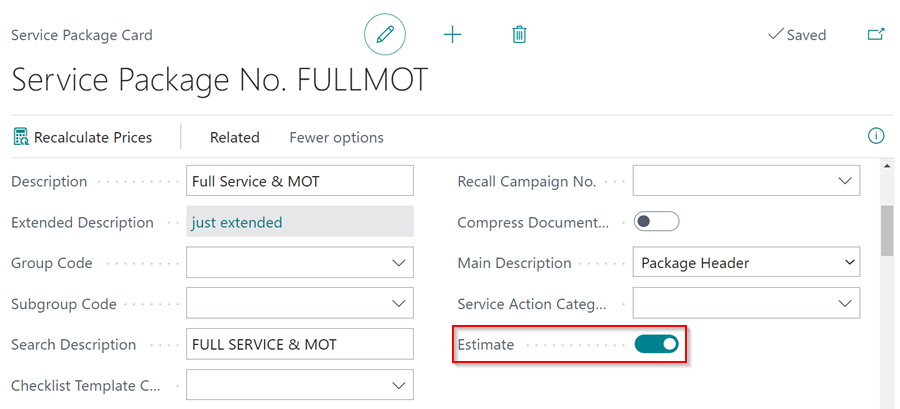 Service Package Card
Saved
Service Package No. FULLMOT
Recalculate Prices
Related
Fewer options
Description
Full Service & MOT
Extended Description
just extended
Group Code
Subgroup Code
Search Description
FULL SERVICE & MOT
Checklist Template C...
Recall Campaign No.
Compress Document...
Main Description
Package Header
Service Action Categ...
Estimate